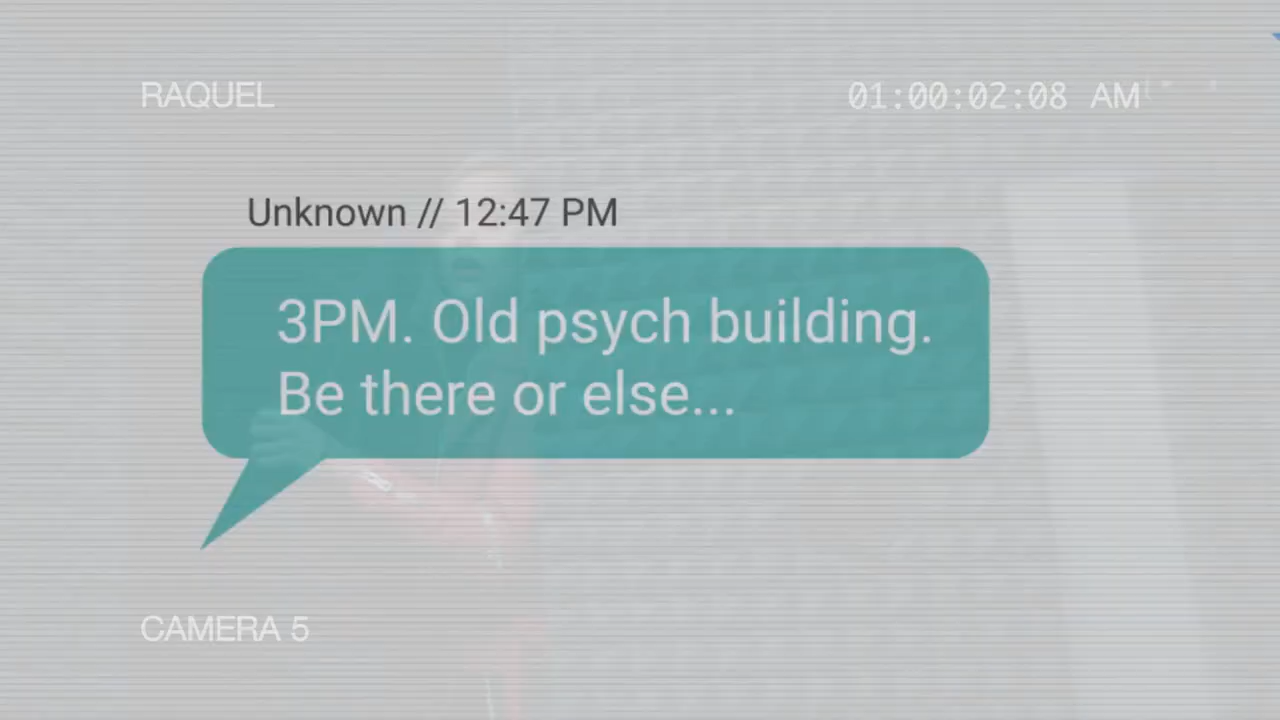 RAQUEL
01:00:02:08 AM
Unknown // 12:47 PM
3PM. Old psych building.
Be there or else...
CAMERA 5